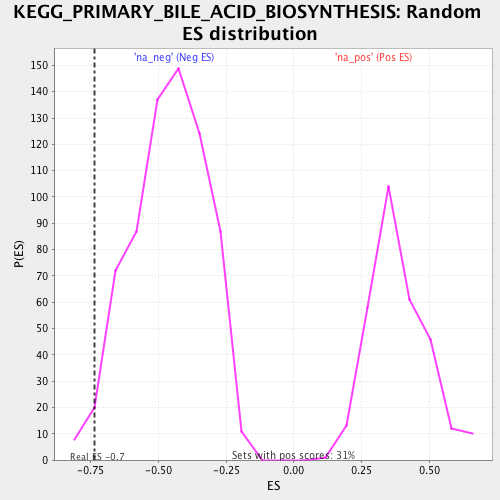 KEGG_PRIMARY_BILE_ACID_BIOSYNTHESIS: Random
ES distribution
'na_neg' (Neg ES)
'na_pos' (Pos ES)
P(ES)
150
140
130
120
110
100
90
80
70
60
50
40
30
20
10
0
Real ES -0.7
Sets with pos scores: 31%
-0.75
-0.50
-0.25
0.00
0.25
0.50
ES